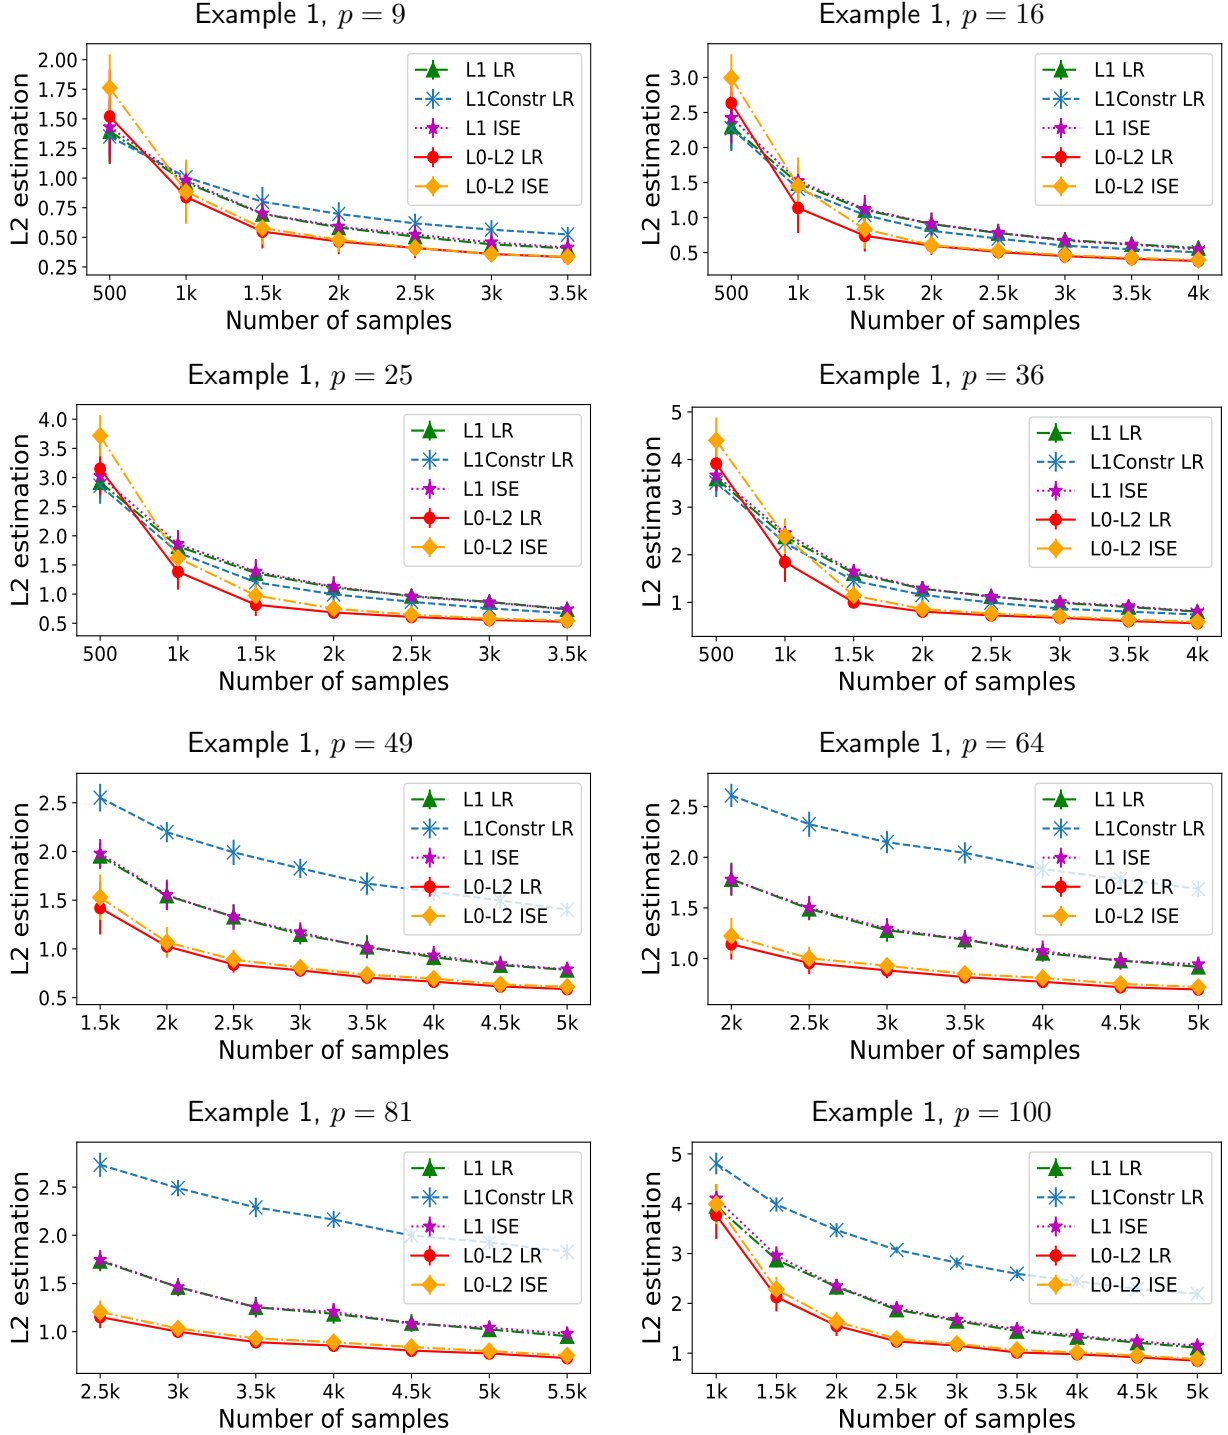 Example 1, p = 9
L2 estimation
2.00
1.75
1.50
1.25
1.00
0.75
0.50
0.25
L1 LR
L1Constr LR
L1 ISE
L0-L2 LR
L0-L2 ISE
500 1k 1.5k 2k 2.5k 3k 3.5k
Number of samples
Example 1, p = 16
L2 estimation
3.0
2.5
2.0
1.5
1.0
0.5
L1 LR
L1Constr LR
L1 ISE
L0-L2 LR
L0-L2 ISE
500 1k 1.5k 2k 2.5k 3k 3.5k 4k
Number of samples
Example 1, p = 25
L2 estimation
4.0
3.5
3.0
2.5
2.0
1.5
1.0
0.5
L1 LR
L1Constr LR
L1 ISE
L0-L2 LR
L0-L2 ISE
500 1k 1.5k 2k 2.5k 3k 3.5k
Number of samples
Example 1, p = 36
L2 estimation
5
4
3
2
1
L1 LR
L1Constr LR
L1 ISE
L0-L2 LR
L0-L2 ISE
500 1k 1.5k 2k 2.5k 3k 3.5k 4k
Number of samples
Example 1, p = 49
L2 estimation
2.5
2.0
1.5
1.0
0.5
L1 LR
L1Constr LR
L1 ISE
L0-L2 LR
L0-L2 ISE
1.5k 2k 2.5k 3k 3.5k 4k 4.5k 5k
Number of samples
Example 1, p = 64
L2 estimation
2.5
2.0
1.5
1.0
L1 LR
L1Constr LR
L1 ISE
L0-L2 LR
L0-L2 ISE
2k 2.5k 3k 3.5k 4k 4.5k 5k
Number of samples
Example 1, p = 81
L2 estimation
2.5
2.0
1.5
1.0
L1 LR
L1Constr LR
L1 ISE
L0-L2 LR
L0-L2 ISE
2.5k 3k 3.5k 4k 4.5k 5k 5.5k
Number of samples
Example 1, p = 100
L2 estimation
5
4
3
2
1
L1 LR
L1Constr LR
L1 ISE
L0-L2 LR
L0-L2 ISE
1k 1.5k 2k 2.5k 3k 3.5k 4k 4.5k 5k
Number of samples